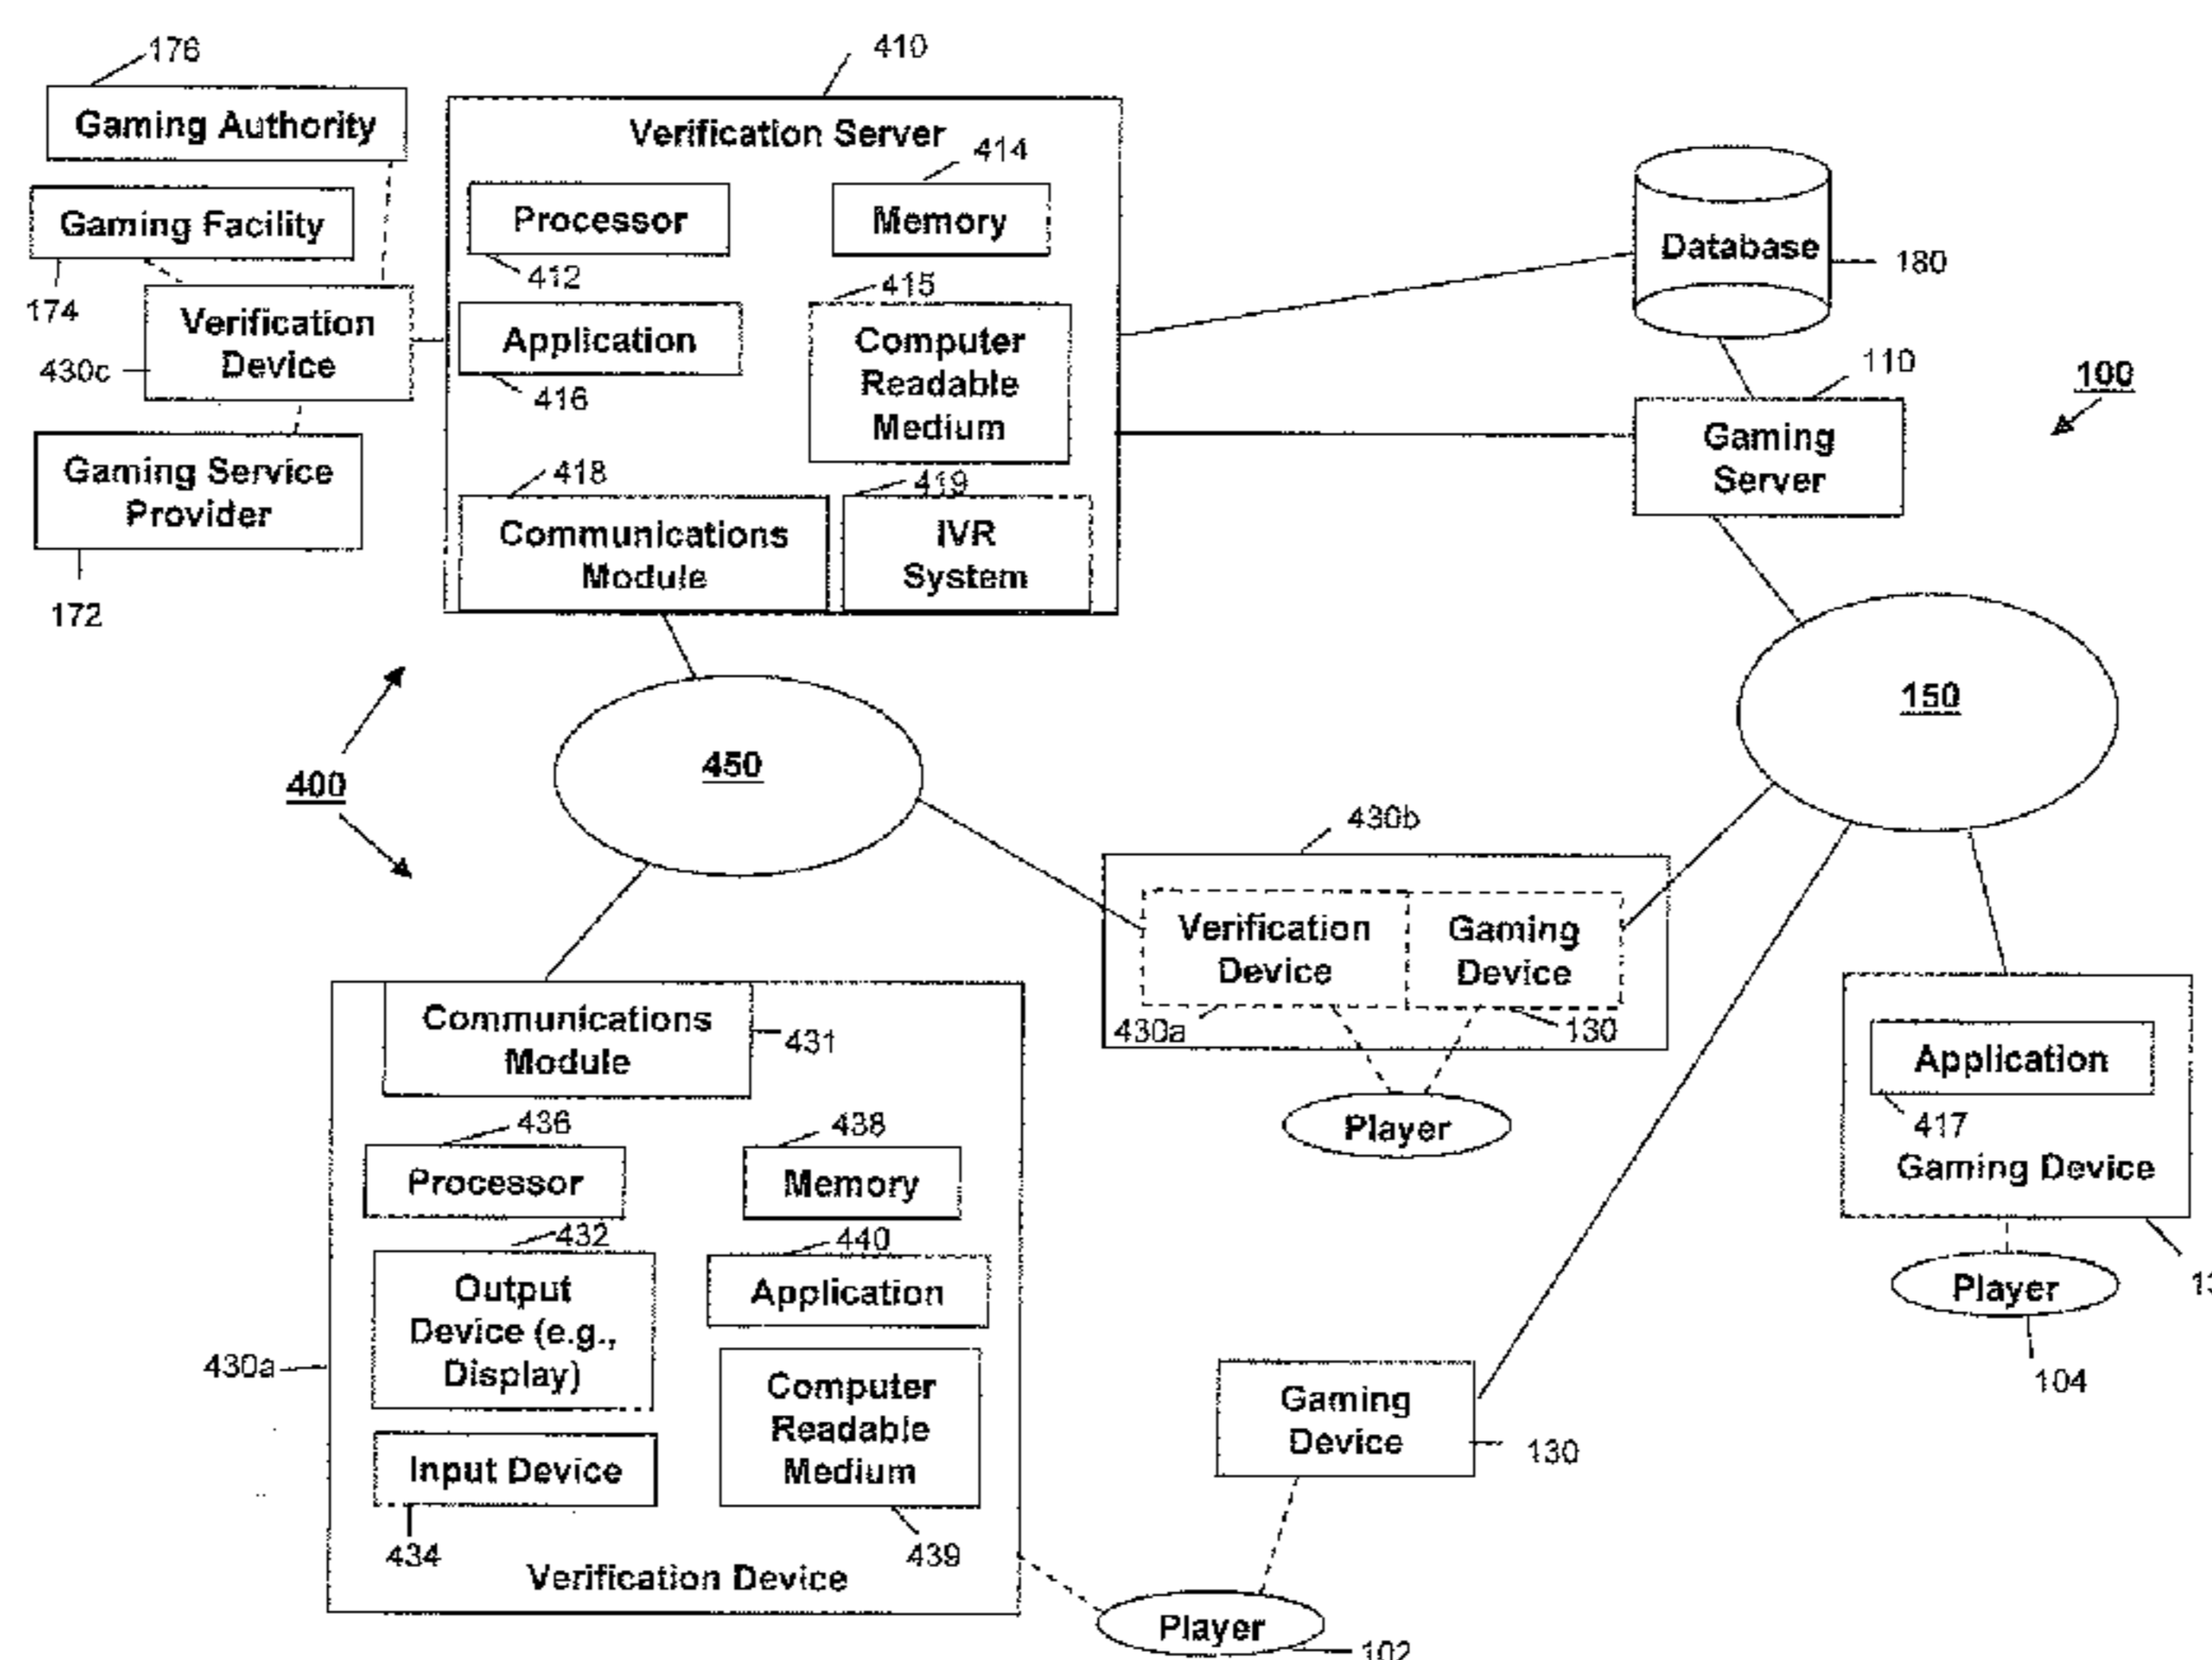 176
410
Gaming Authority
Verification Server
414
Gaming Facility
Processor
Memory
Database
180
174
412
415
Verification
Device
430c
Application
416
Computer
Readable
Medium
110
100
Gaming
Server
Gaming Service
Provider
172
418
419
Communications
Module
IVR
System
150
450
400
430b
Verification
Device
Gaming
Device
430a
130
Player
Communications
Module
431
Application
417
Gaming Device
436
438
Processor
Memory
432
440
Output
Device (e.g.,
Display)
Application
Player
104
430a
Computer
Readable
Medium
Gaming
Device
130
Input Device
434
439
Verification Device
Player
102